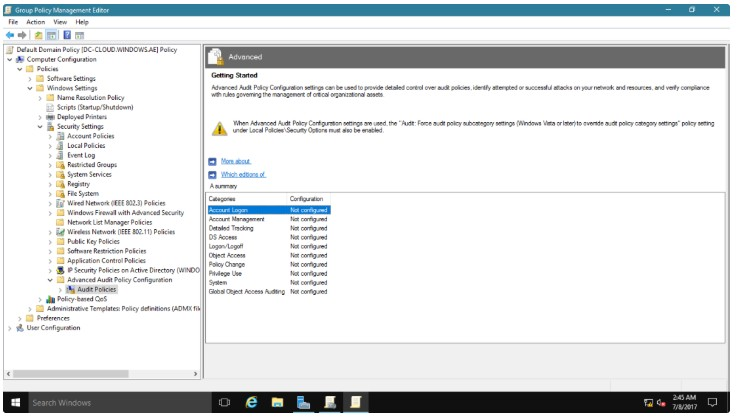 Group Policy Management Editor
File Action View Help
Default Domain Policy [DC-CLOUD.WINDOWS.AE] Policy
Computer Configuration
Policies
Software Settings
Windows Settings
Name Resolution Policy
Scripts (Startup/Shutdown)
Deployed Printers
Security Settings
Account Policies
Local Policies
Event Log
Restricted Groups
System Services
Registry
File System
Wired Network (IEEE 802.3) Policies
Windows Firewall with Advanced Security
Network List Manager Policies
Wireless Network (IEEE 802.11) Policies
Public Key Policies
Software Restriction Policies
Application Control Policies
IP Security Policies on Active Directory (WINDO
Advanced Audit Policy Configuration
Audit Policies
Policy-based QoS
Administrative Templates: Policy definitions (ADMX fil
Preferences
User Configuration
Advanced
Getting Started
Advanced Audit Policy Configuration settings can be used to provide detailed control over audit policies, identify attempted or successful attacks on your network and resources, and verify compliance
with rules governing the management of critical organizational assets.
When Advanced Audit Policy Configuration settings are used, the "Audit: Force audit policy subcategory settings (Windows Vista or later) to override audit policy category settings" policy setting
under Local Policies\Security Options must also be enabled.
More about
Which editions of
A summary
Categories Configuration
Account Logon Not configured
Account Management Not configured
Detailed Tracking Not configured
DS Access Not configured
Logon/Logoff Not configured
Object Access Not configured
Policy Change Not configured
Privilege Use Not configured
System Not configured
Global Object Access Auditing Not configured
Search Windows
2:45 AM
7/8/2017